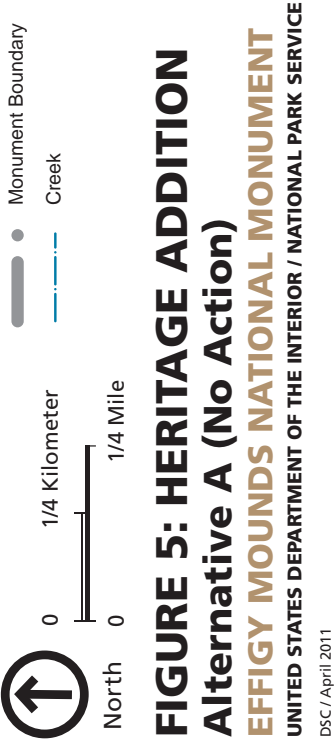 Monument Boundary
Creek
0 1/4 Kilometer
0 1/4 Mile
North
FIGURE 5: HERITAGE ADDITION
Alternative A (No Action)
EFFIGY MOUNDS NATIONAL MONUMENT
UNITED STATES DEPARTMENT OF THE INTERIOR / NATIONAL PARK SERVICE
DSC / April 2011